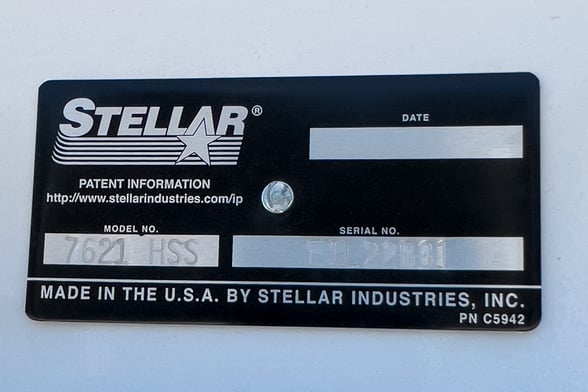 STELLAR®
DATE
PATENT INFORMATION
http://www.stellarindustries.com/ip
MODEL NO.
7621 HSS
SERIAL NO.
MADE IN THE U.S.A. BY STELLAR INDUSTRIES, INC.
PN C5942